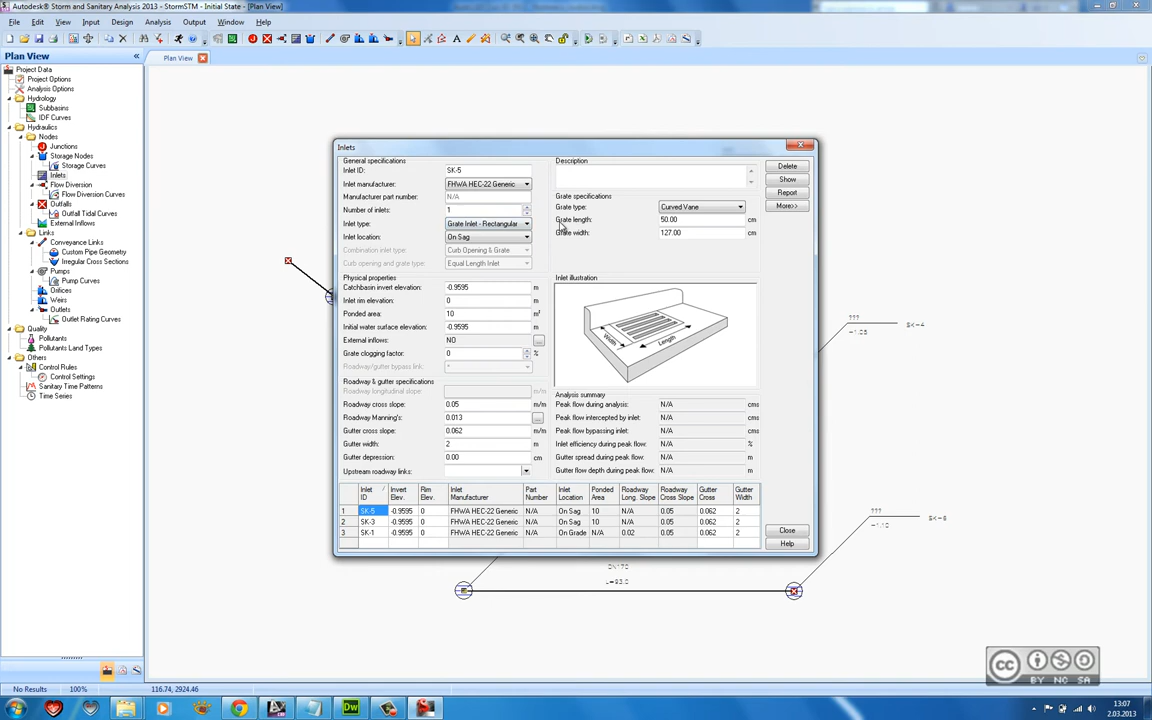 Autodesk® Storm and Sanitary Analysis 2013 - StormSTM - Initial State - [Plan View]
File Edit View Input Design Analysis Output Window Help
Plan View
Plan View
Project Data
Project Options
Analysis Options
Hydrology
Subbasins
IDF Curves
Hydraulics
Nodes
Junctions
Storage Nodes
Storage Curves
Inlets
Flow Diversion
Flow Diversion Curves
Outfalls
Outfall Tidal Curves
External Inflows
Links
Conveyance Links
Custom Pipe Geometry
Irregular Cross Sections
Pumps
Pump Curves
Orifices
Weirs
Outlets
Outlet Rating Curves
Quality
Pollutants
Pollutants Land Types
Others
Control Rules
Control Settings
Sanitary Time Patterns
Time Series
Inlets
General specifications
Inlet ID: SK-5
Inlet manufacturer: FHWA HEC-22 Generic
Manufacturer part number: N/A
Number of inlets: 1
Inlet type: Grate Inlet - Rectangular
Inlet location: On Sag
Combination inlet type: Curb Opening & Grate
Curb opening and grate type: Equal Length Inlet
Physical properties
Catchbasin invert elevation: -0.9595 m
Inlet rim elevation: 0 m
Ponded area: 10 m²
Initial water surface elevation: -0.9595 m
External inflows: NO ...
Grate clogging factor: 0 %
Roadway/gutter bypass link: *
Roadway & gutter specifications
Roadway longitudinal slope: m/m
Roadway cross slope: 0.05 m/m
Roadway Manning's: 0.013 ...
Gutter cross slope: 0.062 m/m
Gutter width: 2 m
Gutter depression: 0.00 cm
Upstream roadway links:
Description
Grate specifications
Grate type: Curved Vane
Grate length: 50.00 cm
Grate width: 127.00 cm
Inlet illustration
Width Length
Analysis summary
Peak flow during analysis: N/A cms
Peak flow intercepted by inlet: N/A cms
Peak flow bypassing inlet: N/A cms
Inlet efficiency during peak flow: N/A %
Gutter spread during peak flow: N/A m
Gutter flow depth during peak flow: N/A m
Delete
Show
Report
More>>
Close
Help
Inlet ID Invert Elev. Rim Elev. Inlet Manufacturer Part Number Inlet Location Ponded Area Roadway Long. Slope Roadway Cross Slope Gutter Cross Gutter Width
1 SK-5 -0.9595 0 FHWA HEC-22 Generic N/A On Sag 10 N/A 0.05 0.062 2
2 SK-3 -0.9595 0 FHWA HEC-22 Generic N/A On Sag 10 N/A 0.05 0.062 2
3 SK-1 -0.9595 0 FHWA HEC-22 Generic N/A On Grade N/A 0.02 0.05 0.062 2
??? SK-4
-1.25
??? SK-6
-1.10
L=93.0
CC BY NC SA
No Results 100% 116.74, 2924.46
Dw
13:07
2.03.2013